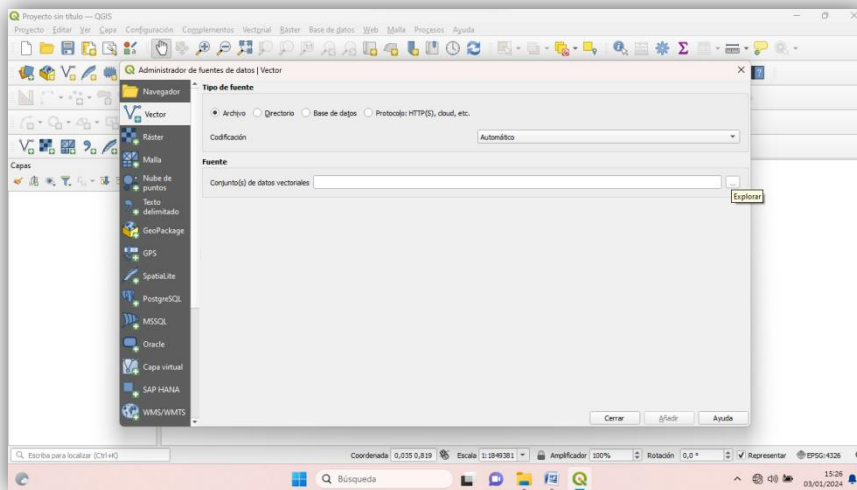 Proyecto sin título — QGIS
Proyecto Editar Ver Capa Configuración Complementos Vectorial Ráster Base de datos Web Malla Procesos Ayuda
Administrador de fuentes de datos | Vector
Navegador
Vector
Ráster
Malla
Nube de
puntos
Texto
delimitado
GeoPackage
GPS
SpatiaLite
PostgreSQL
MSSQL
Oracle
Capa virtual
SAP HANA
WMS/WMTS
Tipo de fuente
Archivo Directorio Base de datos Protocolo: HTTP(S), cloud, etc.
Codificación Automático
Fuente
Conjunto(s) de datos vectoriales ...
Explorar
Cerrar Añadir Ayuda
Capas
Escriba para localizar (Ctrl+K) Coordenada 0,035 0,819 Escala 1:1849381 Amplificador 100% Rotación 0,0 ° Representar EPSG:4326
Búsqueda
15:26
03/01/2024